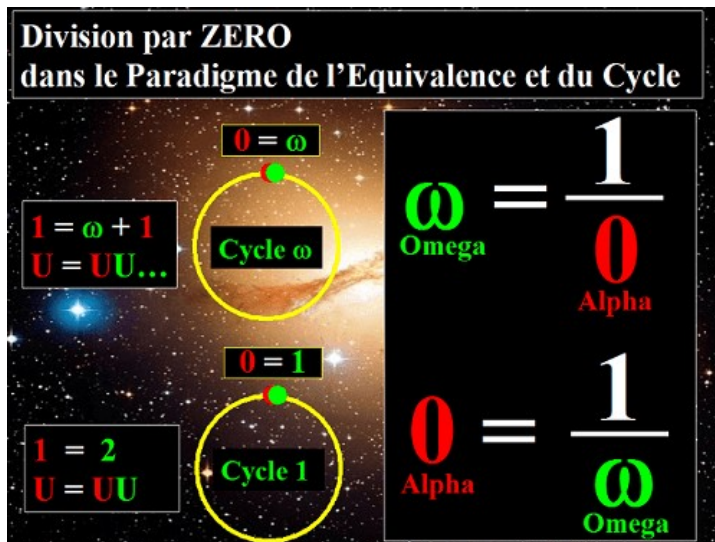 Division par ZERO
dans le Paradigme de l'Equivalence et du Cycle
0 = ω
1 = ω + 1
U = UU...
Cycle ω
0 = 1
1 = 2
U = UU
Cycle 1
ω = 1/0
Omega
Alpha
0 = 1/ω
Alpha
Omega